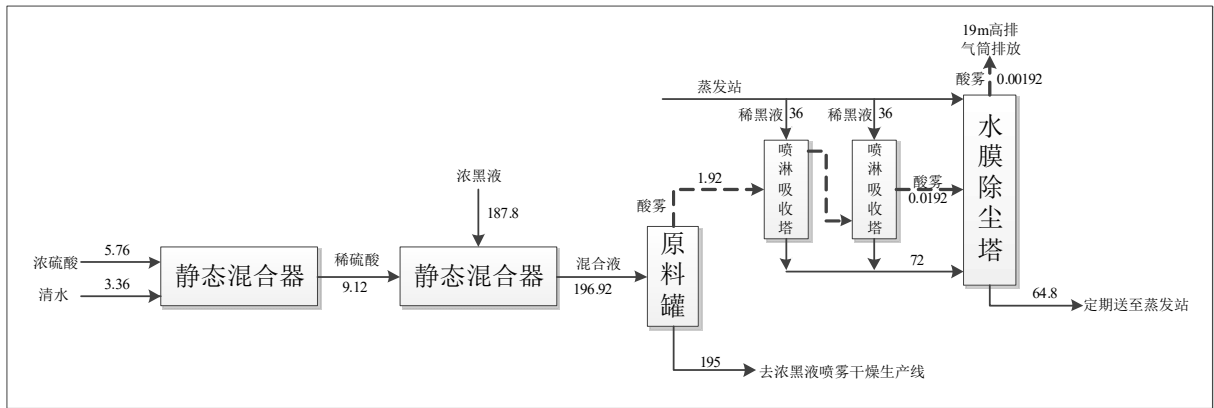 19m高排
气筒排放
酸雾 0.00192
蒸发站
稀黑液 36
稀黑液 36
水膜除尘塔
喷淋吸收塔
喷淋吸收塔
浓黑液
187.8
1.92
酸雾
酸雾
0.0192
浓硫酸 5.76
清水 3.36
静态混合器
稀硫酸
9.12
静态混合器
混合液
196.92
原料罐
72
64.8
定期送至蒸发站
195
去浓黑液喷雾干燥生产线